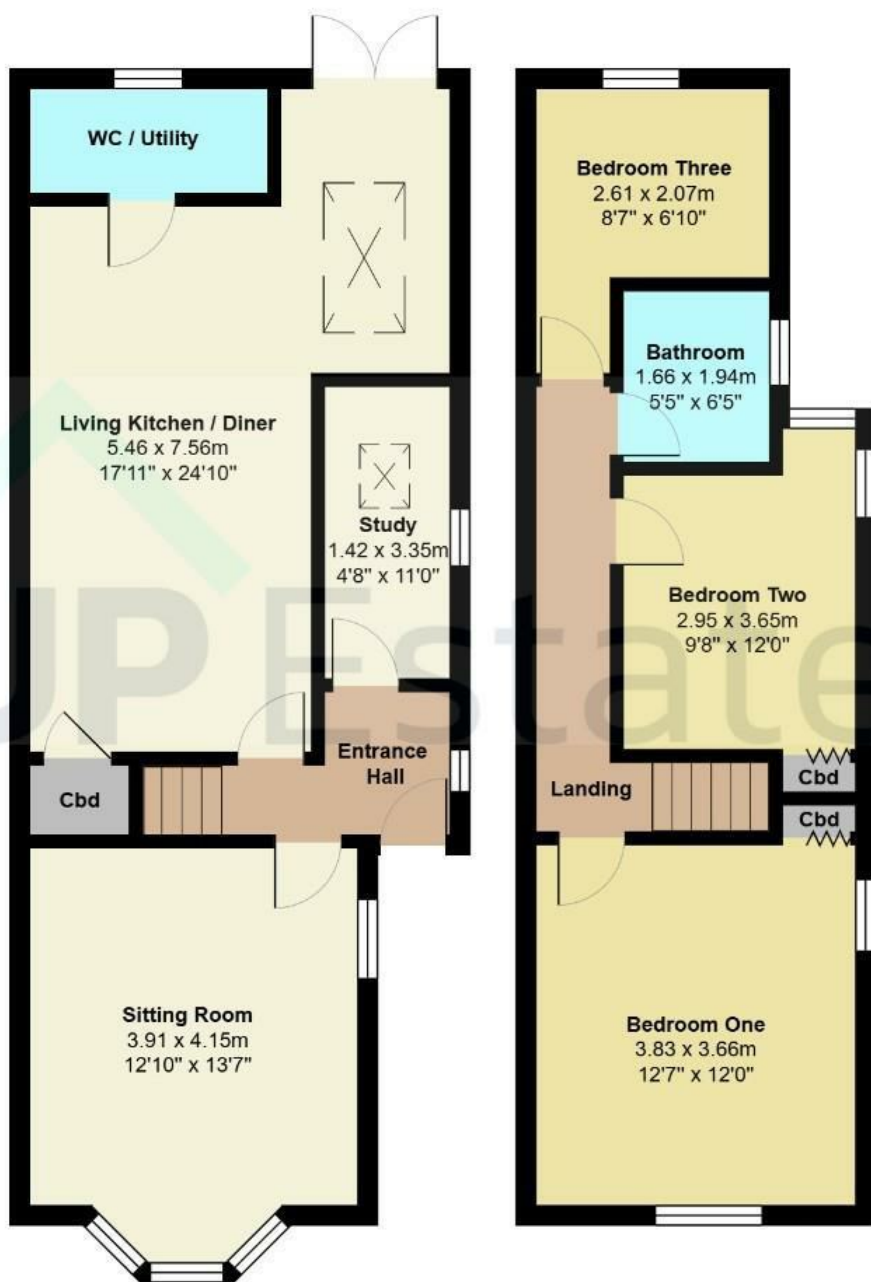 WC / Utility
Living Kitchen / Diner
5.46 x 7.56m
17'11" x 24'10"
Study
1.42 x 3.35m
4'8" x 11'0"
Entrance
Hall
Cbd
Sitting Room
3.91 x 4.15m
12'10" x 13'7"
Bedroom Three
2.61 x 2.07m
8'7" x 6'10"
Bathroom
1.66 x 1.94m
5'5" x 6'5"
Bedroom Two
2.95 x 3.65m
9'8" x 12'0"
Cbd
Cbd
Landing
Bedroom One
3.83 x 3.66m
12'7" x 12'0"
UP Estate